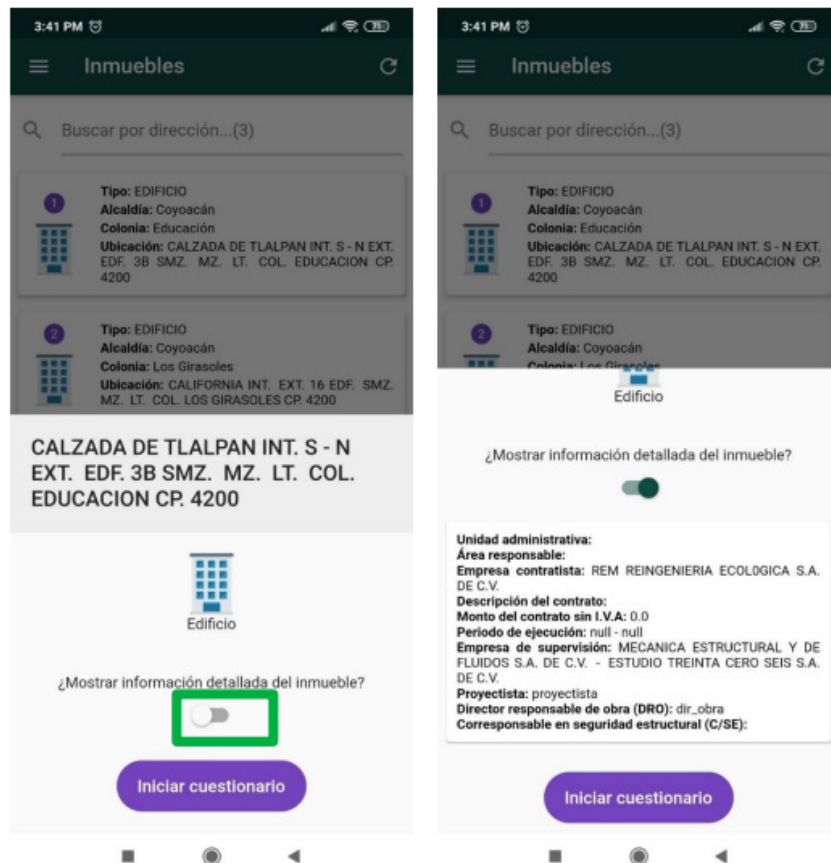 3:41 PM
71
Inmuebles
Buscar por dirección...(3)
1
Tipo: EDIFICIO
Alcaldía: Coyoacán
Colonia: Educación
Ubicación: CALZADA DE TLALPAN INT. S - N EXT.
EDF. 3B SMZ. MZ. LT. COL. EDUCACION CP.
4200
2
Tipo: EDIFICIO
Alcaldía: Coyoacán
Colonia: Los Girasoles
Ubicación: CALIFORNIA INT. EXT. 16 EDF. SMZ.
MZ. LT. COL. LOS GIRASOLES CP. 4200
CALZADA DE TLALPAN INT. S - N
EXT. EDF. 3B SMZ. MZ. LT. COL.
EDUCACION CP. 4200
Edificio
¿Mostrar información detallada del inmueble?
Iniciar cuestionario
3:41 PM
71
Inmuebles
Buscar por dirección...(3)
1
Tipo: EDIFICIO
Alcaldía: Coyoacán
Colonia: Educación
Ubicación: CALZADA DE TLALPAN INT. S - N EXT.
EDF. 3B SMZ. MZ. LT. COL. EDUCACION CP.
4200
2
Tipo: EDIFICIO
Alcaldía: Coyoacán
Colonia: Los Girasoles
Edificio
¿Mostrar información detallada del inmueble?
Unidad administrativa:
Área responsable:
Empresa contratista: REM REINGENIERIA ECOL0GICA S.A.
DE C.V.
Descripción del contrato:
Monto del contrato sin I.V.A: 0.0
Periodo de ejecución: null - null
Empresa de supervisión: MECANICA ESTRUCTURAL Y DE
FLUIDOS S.A. DE C.V. - ESTUDIO TREINTA CERO SEIS S.A.
DE C.V.
Proyectista: proyectista
Director responsable de obra (DRO): dir_obra
Corresponsable en seguridad estructural (C/SE):
Iniciar cuestionario